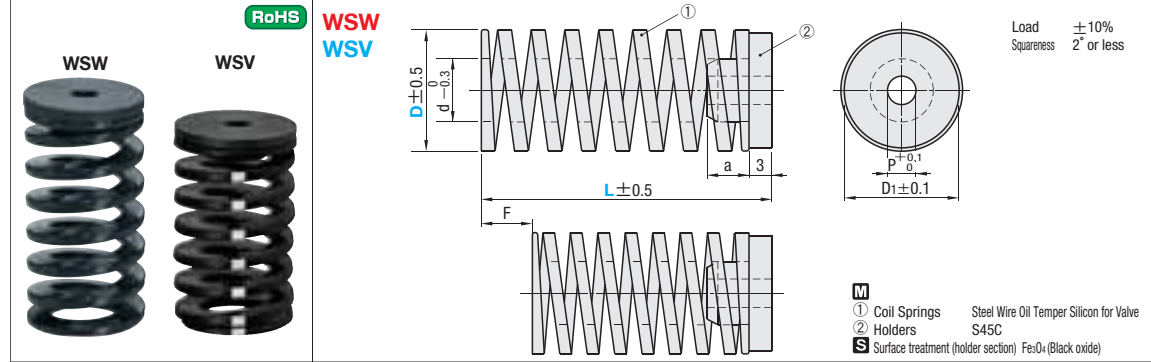 RoHS
WSW
WSV
WSW
WSV
①
②
D±0.5
d 0 -0.3
a
3
L±0.5
F
P +0.1 0
D1±0.1
Load ±10%
Squareness 2° or less
M
① Coil Springs Steel Wire Oil Temper Silicon for Valve
② Holders S45C
S Surface treatment (holder section) Fe3O4 (Black oxide)